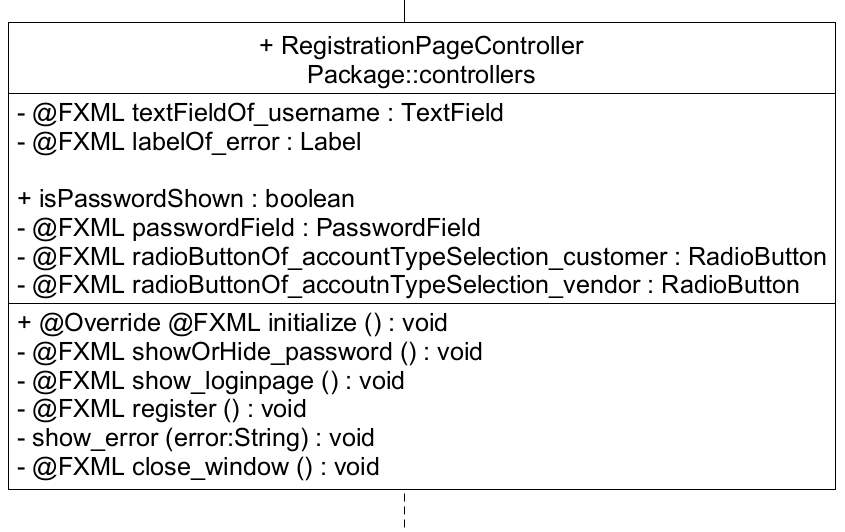 + RegistrationPageController
Package::controllers
- @FXML textFieldOf_username : TextField
- @FXML labelOf_error : Label
+ isPasswordShown : boolean
- @FXML passwordField : PasswordField
- @FXML radioButtonOf_accountTypeSelection_customer : RadioButton
- @FXML radioButtonOf_accoutnTypeSelection_vendor : RadioButton
+ @Override @FXML initialize () : void
- @FXML showOrHide_password () : void
- @FXML show_loginpage () : void
- @FXML register () : void
- show_error (error:String) : void
- @FXML close_window () : void